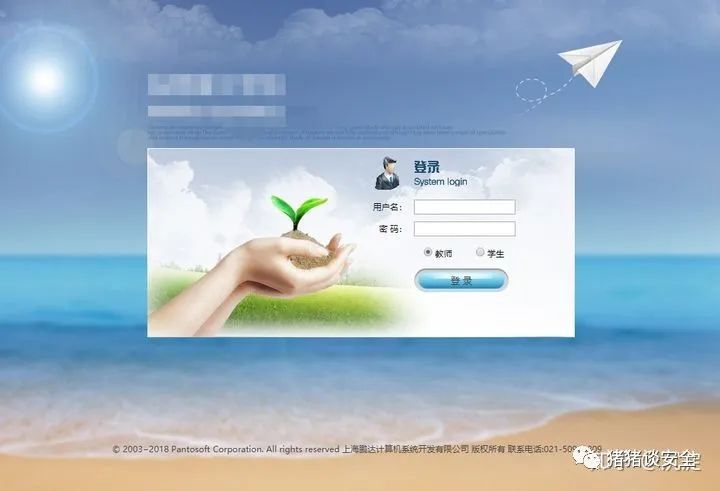 登录
System login
用户名：
密 码：
教师
学生
登 录
© 2003-2018 Pantosoft Corporation. All rights reserved 上海鹏达计算机系统开发有限公司 版权所有 联系电话:021-50
猪猪谈安全